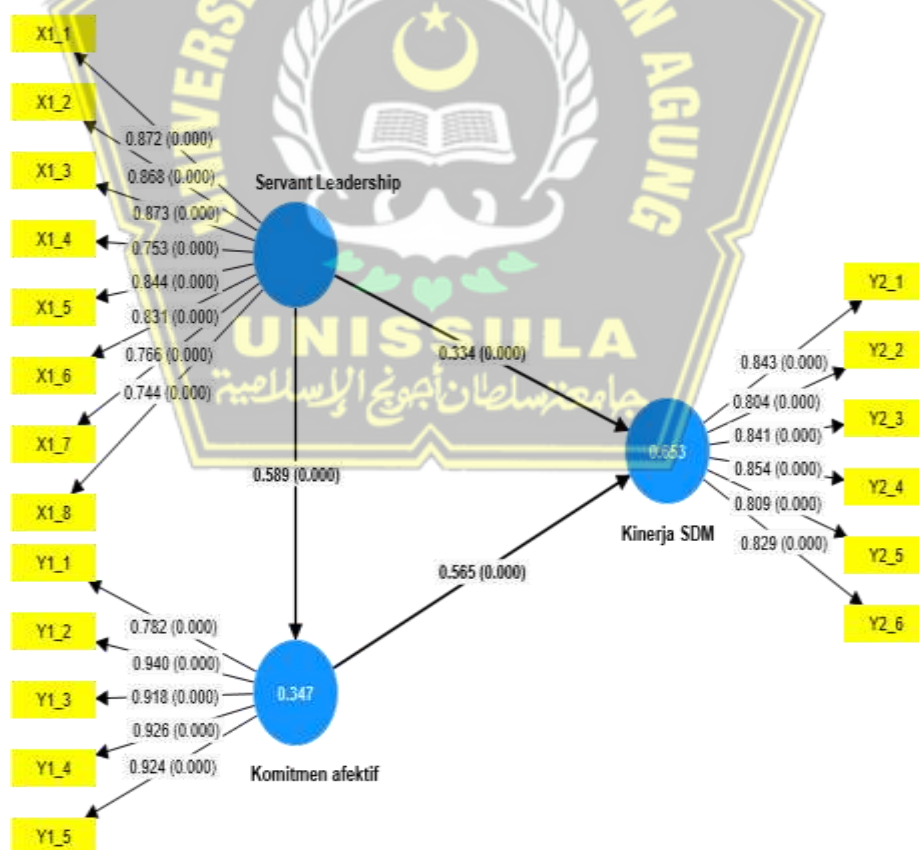 X1_1
X1_2
X1_3
X1_4
X1_5
X1_6
X1_7
X1_8
0.872 (0.000)
0.868 (0.000)
0.873 (0.000)
0.753 (0.000)
0.844 (0.000)
0.831 (0.000)
0.766 (0.000)
0.744 (0.000)
Servant Leadership
AGUNG
UNISSULA
جامعة سلطان أجونج الإسلامية
0.334 (0.000)
0.589 (0.000)
0.565 (0.000)
Y1_1
Y1_2
Y1_3
Y1_4
Y1_5
0.782 (0.000)
0.940 (0.000)
0.918 (0.000)
0.926 (0.000)
0.924 (0.000)
0.347
Komitmen afektif
0.653
Kinerja SDM
0.843 (0.000)
0.804 (0.000)
0.841 (0.000)
0.854 (0.000)
0.809 (0.000)
0.829 (0.000)
Y2_1
Y2_2
Y2_3
Y2_4
Y2_5
Y2_6